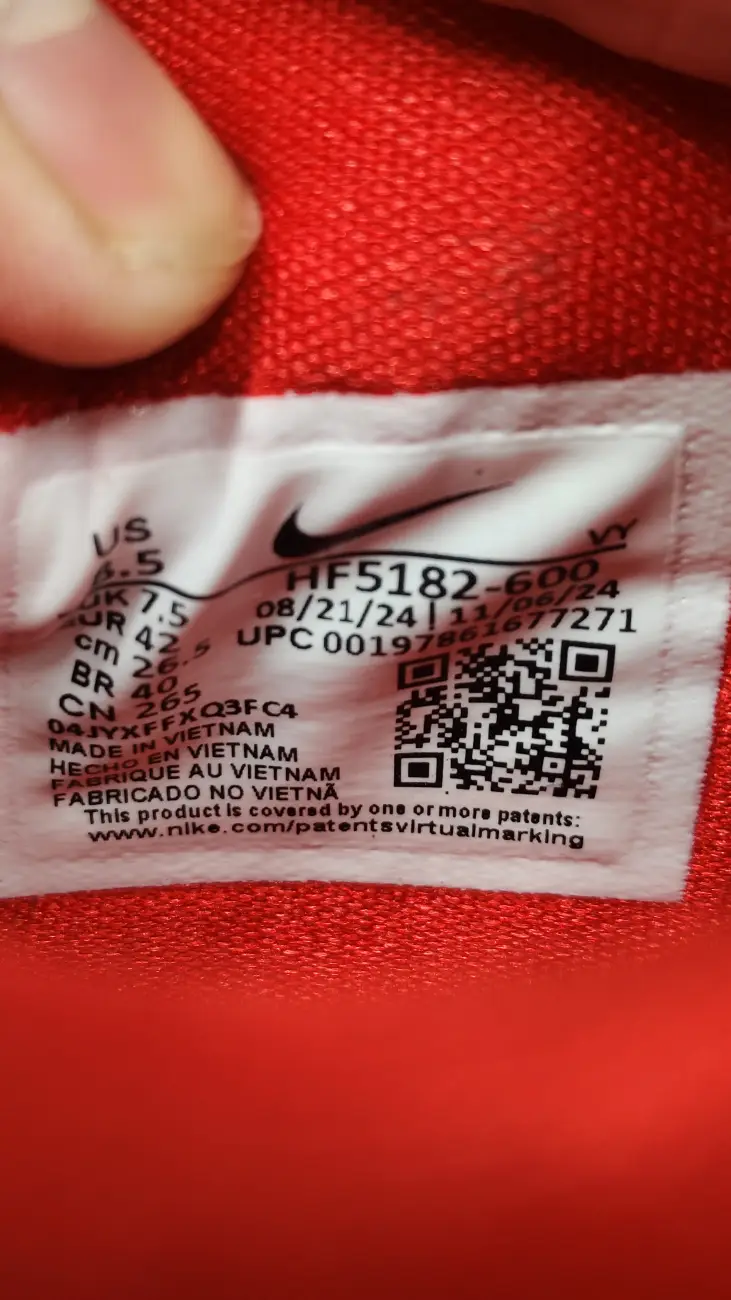 US
UK 7.5
EUR 42
cm 26.5
BR 40
CN 265
VY
HF5182-600
08/21/24 | 11/06/24
UPC 00197861677271
04JYXFFXQ3FC4
MADE IN VIETNAM
HECHO EN VIETNAM
FABRIQUE AU VIETNAM
FABRICADO NO VIETNÃ
This product is covered by one or more patents:
www.nike.com/patentsvirtualmarking